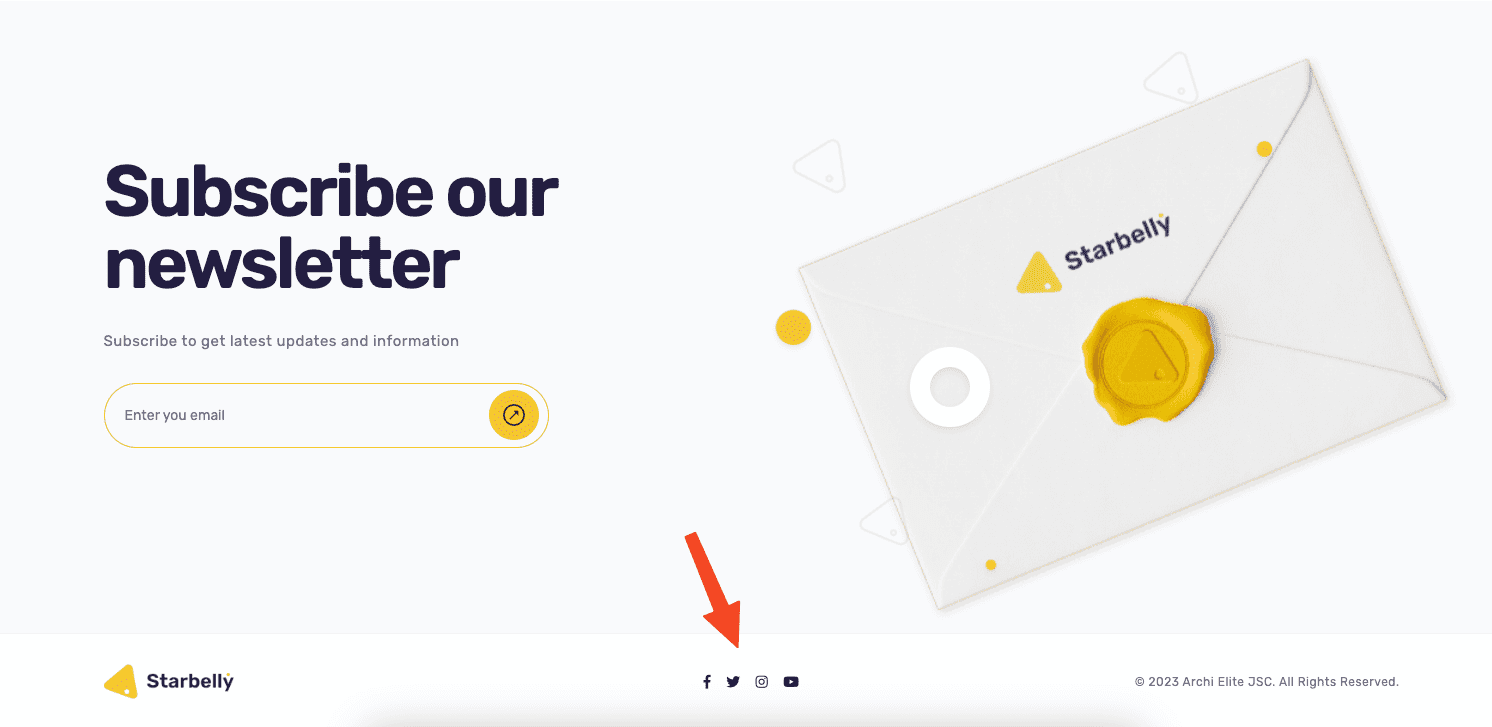 Subscribe our
newsletter
Subscribe to get latest updates and information
Enter you email
Starbelly
Starbelly
© 2023 Archi Elite JSC. All Rights Reserved.